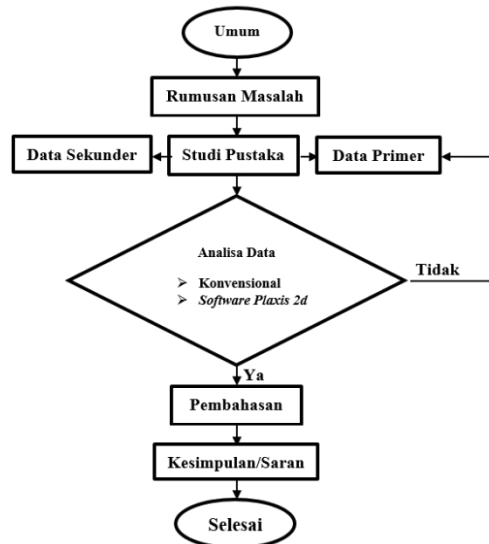 Umum
Rumusan Masalah
Data Sekunder
Studi Pustaka
Data Primer
Analisa Data
➢ Konvensional
➢ Software Plaxis 2d
Tidak
Ya
Pembahasan
Kesimpulan/Saran
Selesai